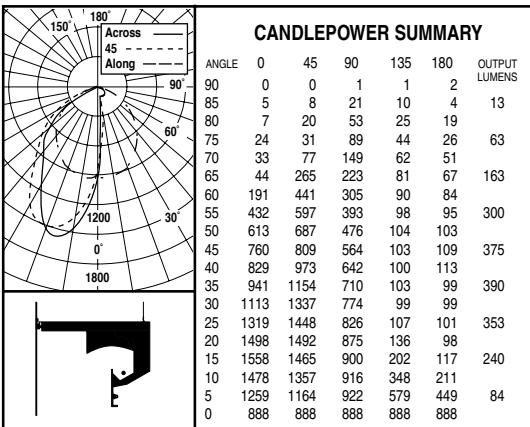 180°
150°
Across
45
Along
90°
60°
1200
30°
0°
1800
CANDLEPOWER SUMMARY
ANGLE 0 45 90 135 180 OUTPUT LUMENS
90 0 0 1 1 2
85 5 8 21 10 4 13
80 7 20 53 25 19
75 24 31 89 44 26 63
70 33 77 149 62 51
65 44 265 223 81 67 163
60 191 441 305 90 84
55 432 597 393 98 95 300
50 613 687 476 104 103
45 760 809 564 103 109 375
40 829 973 642 100 113
35 941 1154 710 103 99 390
30 1113 1337 774 99 99
25 1319 1448 826 107 101 353
20 1498 1492 875 136 98
15 1558 1465 900 202 117 240
10 1478 1357 916 348 211
5 1259 1164 922 579 449 84
0 888 888 888 888 888